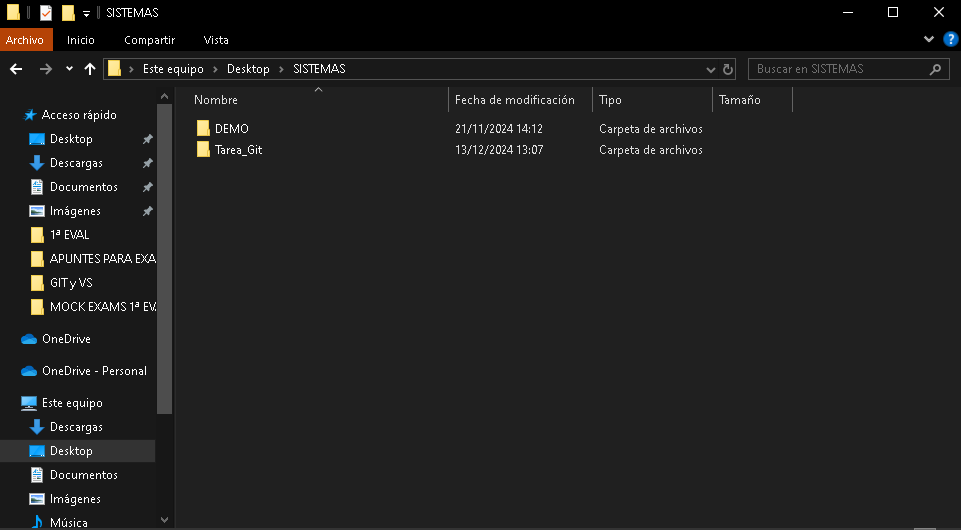 SISTEMAS
Archivo Inicio Compartir Vista
Este equipo Desktop SISTEMAS Buscar en SISTEMAS
Nombre Fecha de modificación Tipo Tamaño
DEMO 21/11/2024 14:12 Carpeta de archivos
Tarea_Git 13/12/2024 13:07 Carpeta de archivos
Acceso rápido
Desktop
Descargas
Documentos
Imágenes
1ª EVAL
APUNTES PARA EXA
GIT y VS
MOCK EXAMS 1ª EV
OneDrive
OneDrive - Personal
Este equipo
Descargas
Desktop
Documentos
Imágenes
Música